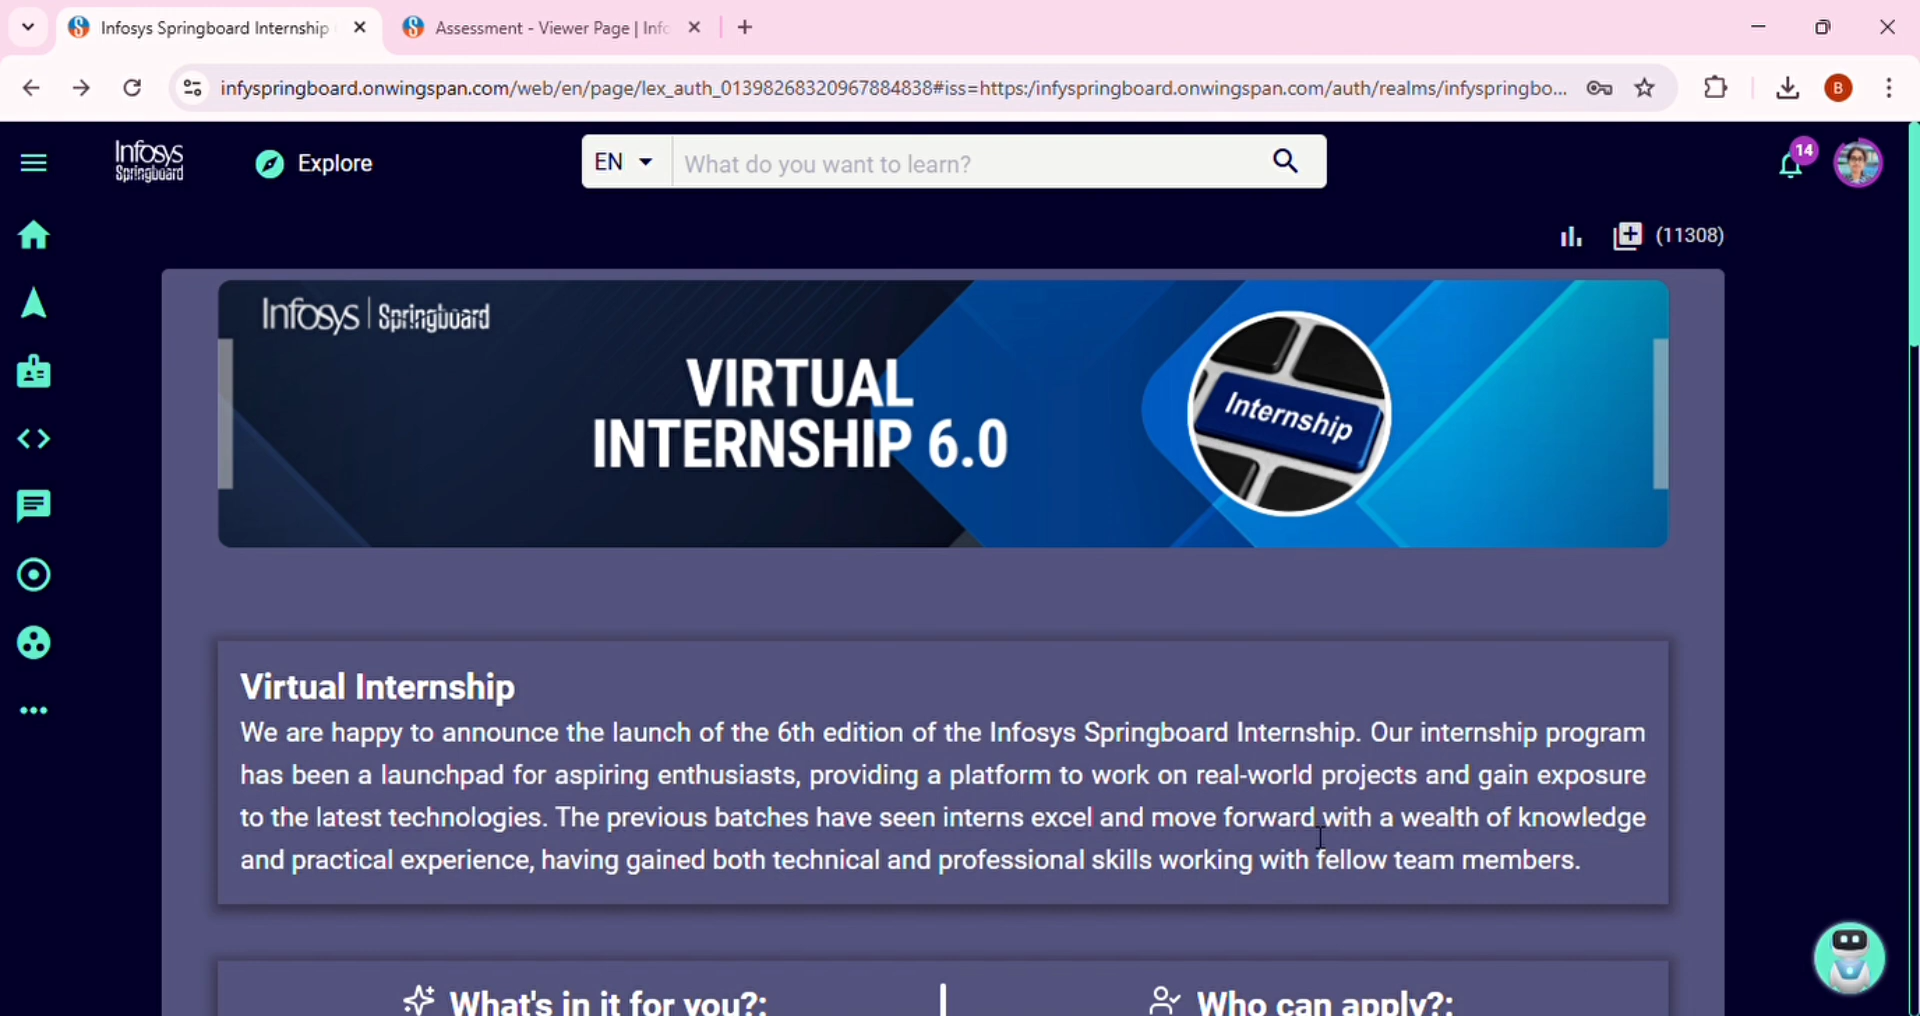 Infosys Springboard Internship
Assessment - Viewer Page | Info
infyspringboard.onwingspan.com/web/en/page/lex_auth_01398268320967884838#iss=https:/infyspringboard.onwingspan.com/auth/realms/infyspringbo...
B
Infosys
Springboard
Explore
EN
What do you want to learn?
14
(11308)
Infosys | Springboard
VIRTUAL
INTERNSHIP 6.0
Internship
Virtual Internship
We are happy to announce the launch of the 6th edition of the Infosys Springboard Internship. Our internship program
has been a launchpad for aspiring enthusiasts, providing a platform to work on real-world projects and gain exposure
to the latest technologies. The previous batches have seen interns excel and move forward with a wealth of knowledge
and practical experience, having gained both technical and professional skills working with fellow team members.
What's in it for you?:
Who can apply?: